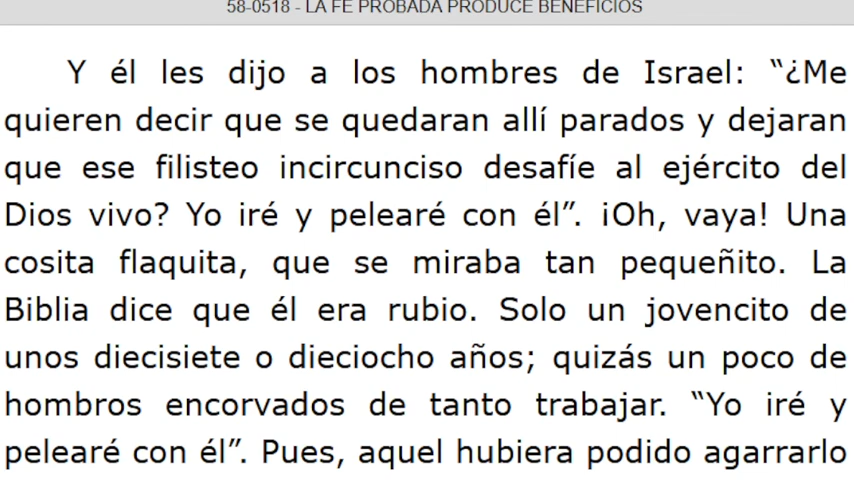 58-0518 - LA FE PROBADA PRODUCE BENEFICIOS
Y él les dijo a los hombres de Israel: “¿Me
quieren decir que se quedaran allí parados y dejaran
que ese filisteo incircunciso desafíe al ejército del
Dios vivo? Yo iré y pelearé con él”. ¡Oh, vaya! Una
cosita flaquita, que se miraba tan pequeñito. La
Biblia dice que él era rubio. Solo un jovencito de
unos diecisiete o dieciocho años; quizás un poco de
hombros encorvados de tanto trabajar. “Yo iré y
pelearé con él”. Pues, aquel hubiera podido agarrarlo